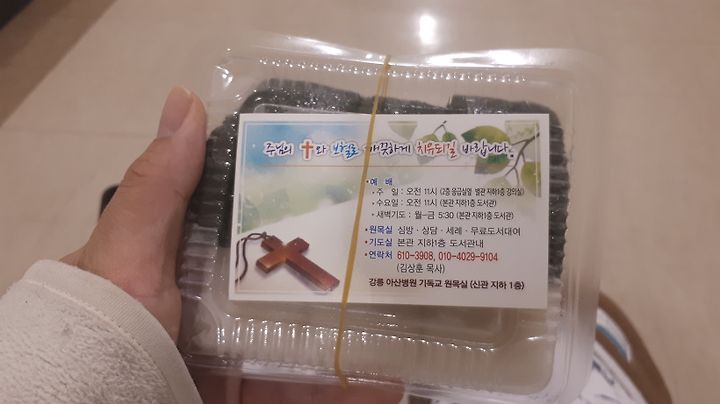 주님의 와 보혈로 깨끗하게 치유되길 바랍니다.
• 예 배
• 주 일 : 오전 11시 (2층 응급실옆 별관 지하1층 강의실)
• 수요일 : 오전 11시 (본관 지하1층 도서관)
• 새벽기도 : 월-금 5:30 (본관 지하1층 도서관)
• 원목실 심방 · 상담 · 세례 · 무료도서대여
• 기도실 본관 지하1층 도서관내
• 연락처 610-3908, 010-4029-9104
(김상훈 목사)
강릉 아산병원 기독교 원목실 (신관 지하 1층)